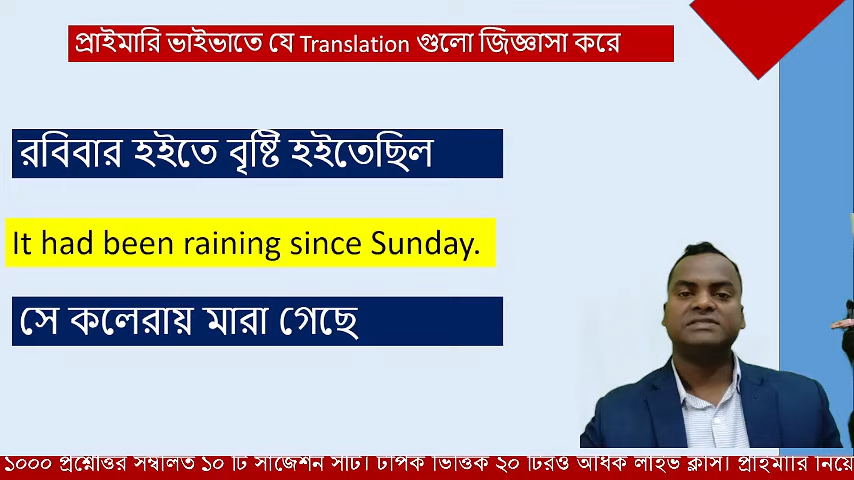 প্রাইমারি ভাইভাতে যে Translation গুলো জিজ্ঞাসা করে
রবিবার হইতে বৃষ্টি হইতেছিল
It had been raining since Sunday.
সে কলেরায় মারা গেছে
১০০০ প্রশ্নোত্তর সম্বলিত ১০ টি সাজেশন সীট। টপিক ভিত্তিক ২০ টিরও অধিক লাইভ ক্লাস। প্রাইমারি নিয়ে